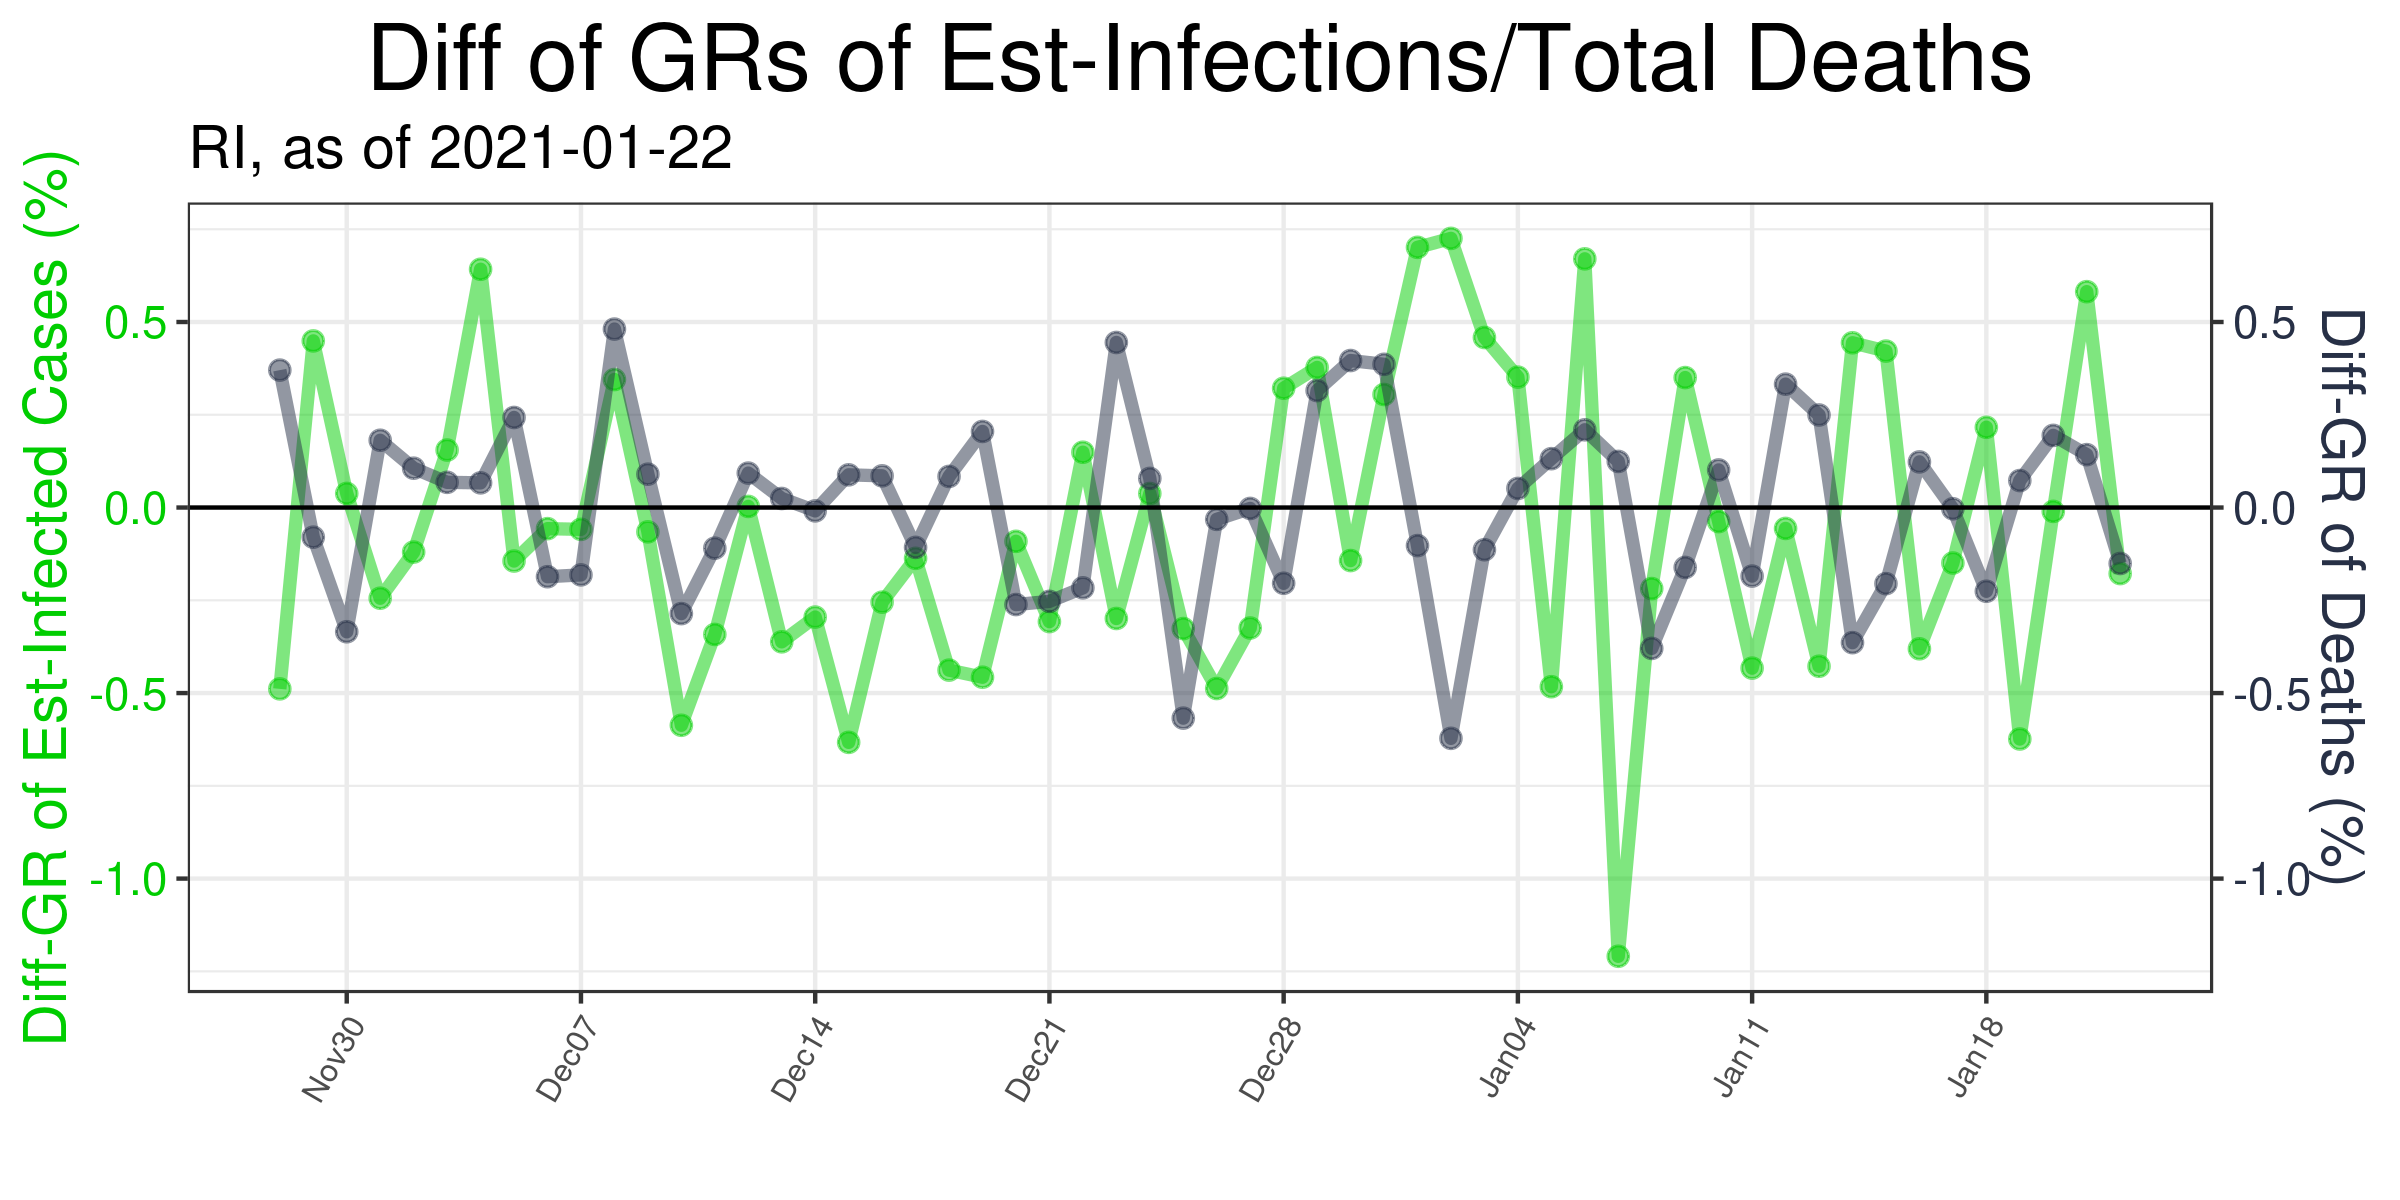 Diff of GRs of Est-Infections/Total Deaths
RI, as of 2021-01-22
Diff-GR of Est-Infected Cases (%)
0.5
0.0
-0.5
-1.0
0.5
0.0
-0.5
-1.0
Diff-GR of Deaths (%)
Nov30
Dec07
Dec14
Dec21
Dec28
Jan04
Jan11
Jan18